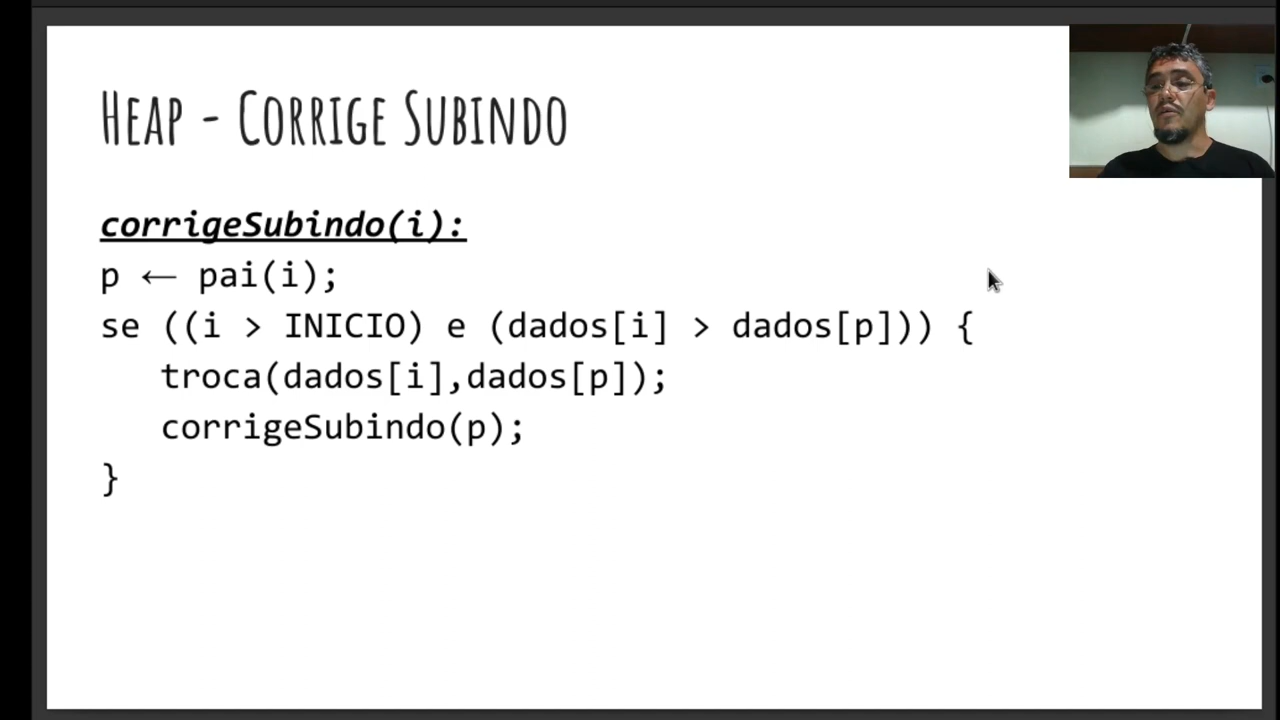 HEAP - CORRIGE SUBINDO
corrigeSubindo(i):
p ← pai(i);
se ((i > INICIO) e (dados[i] > dados[p])) {
troca(dados[i],dados[p]);
corrigeSubindo(p);
}